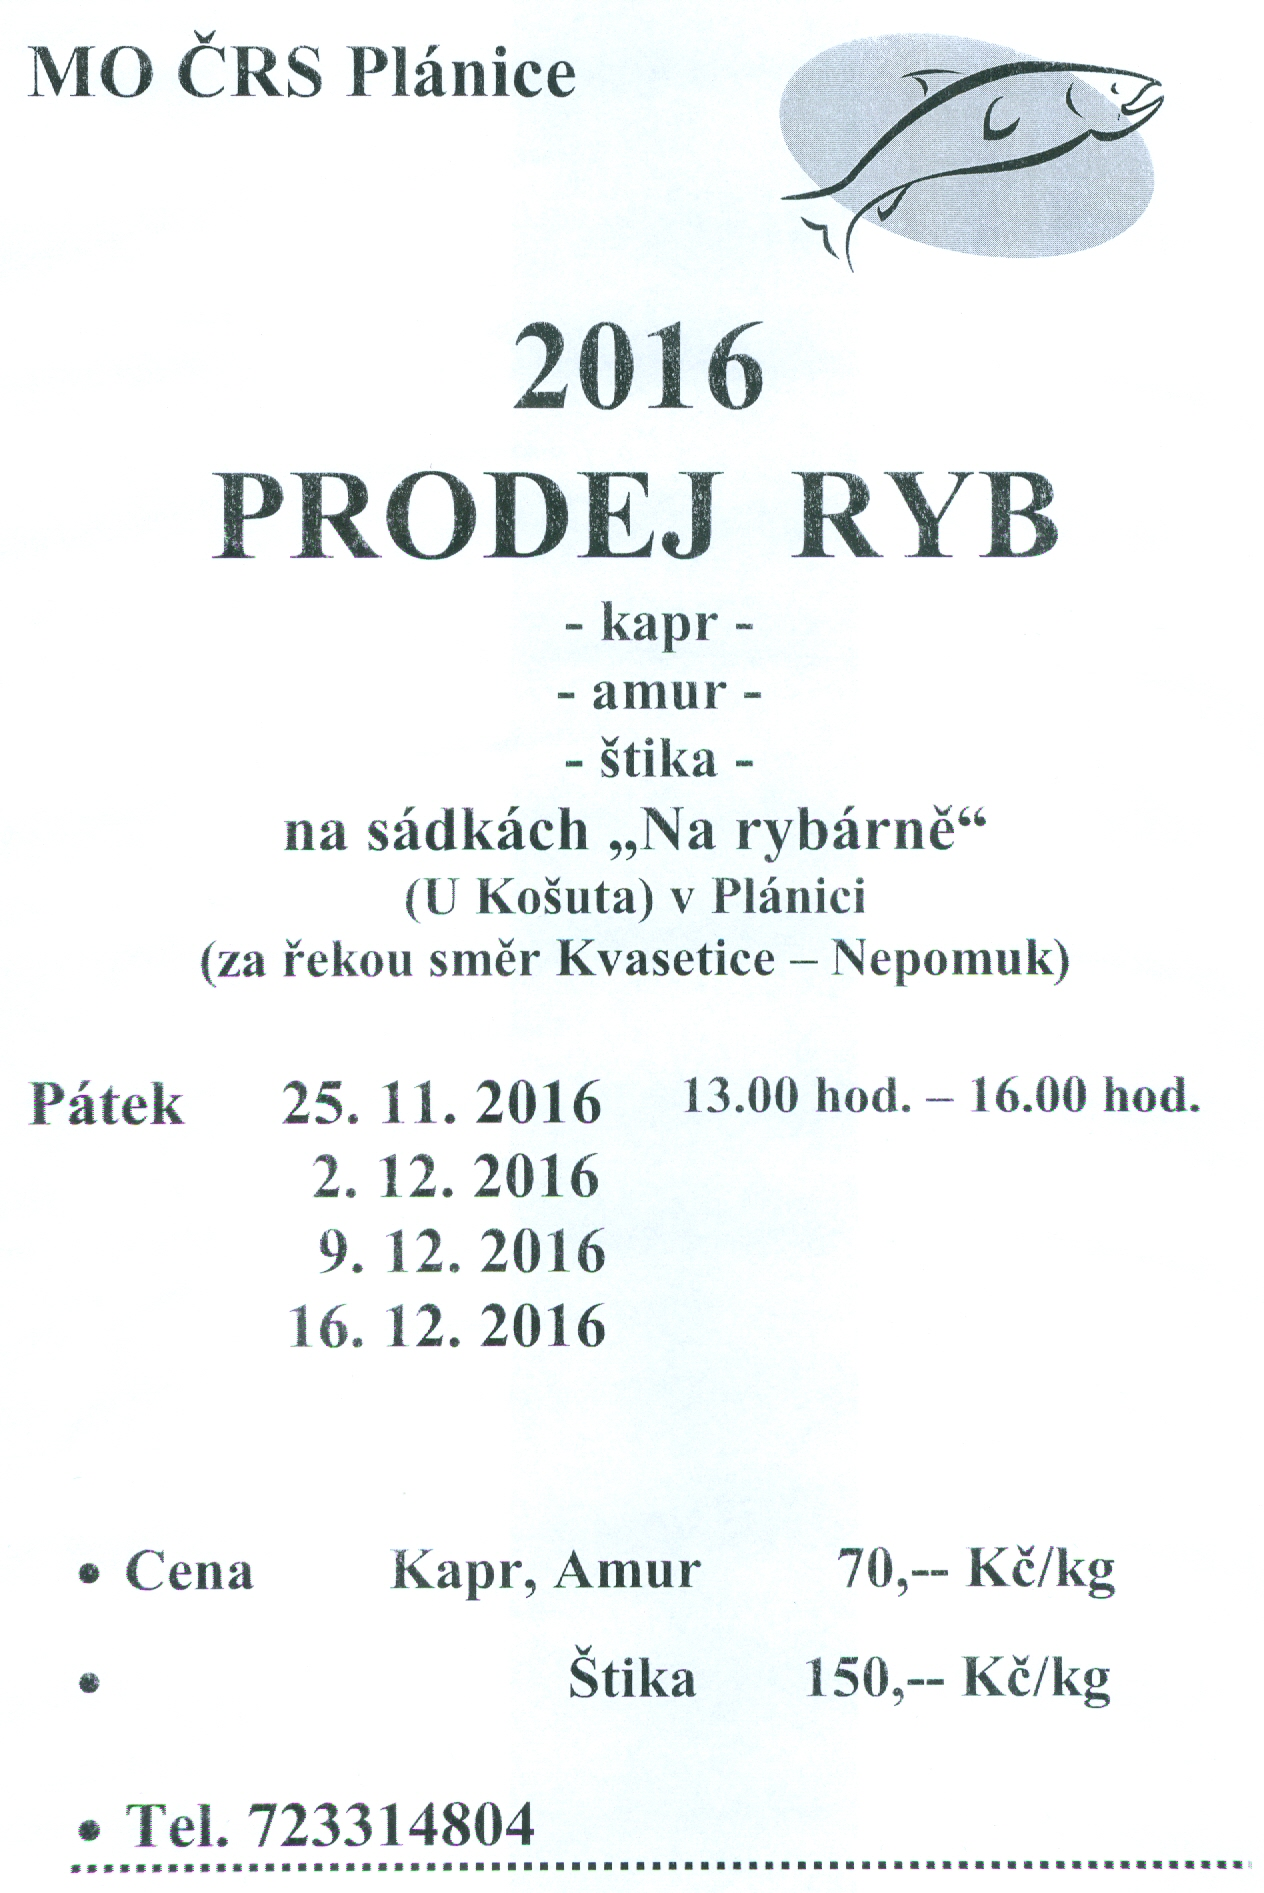 MO ČRS Plánice
2016
PRODEJ RYB
- kapr -
- amur -
- štika -
na sádkách „Na rybárně“
(U Košuta) v Plánici
(za řekou směr Kvasetice – Nepomuk)
Pátek 25. 11. 2016 13.00 hod. – 16.00 hod.
2. 12. 2016
9. 12. 2016
16. 12. 2016
• Cena Kapr, Amur 70,-- Kč/kg
• Štika 150,-- Kč/kg
• Tel. 723314804